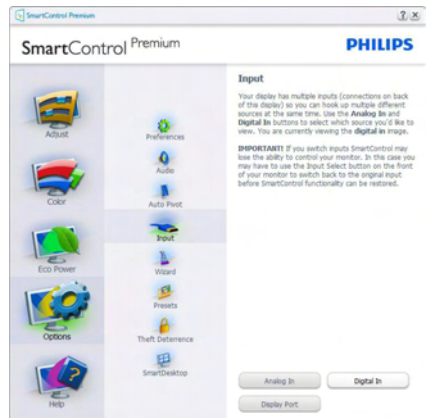 SmartControl Premium
SmartControl Premium
PHILIPS
Adjust
Color
Eco Power
Options
Help
Preferences
Audio
Auto Pivot
Input
Wizard
Presets
Theft Deterrence
SmartDesktop
Input
Your display has multiple inputs (connections on back
of this display) so you can hook up multiple different
sources at the same time. Use the Analog In and
Digital In buttons to select which source you'd like to
view. You are currently viewing the digital in image.
IMPORTANT! If you switch inputs SmartControl may
lose the ability to control your monitor. In this case you
may have to use the Input Select button on the front
of your monitor to switch back to the original input
before SmartControl functionality can be restored.
Analog In
Digital In
Display Port